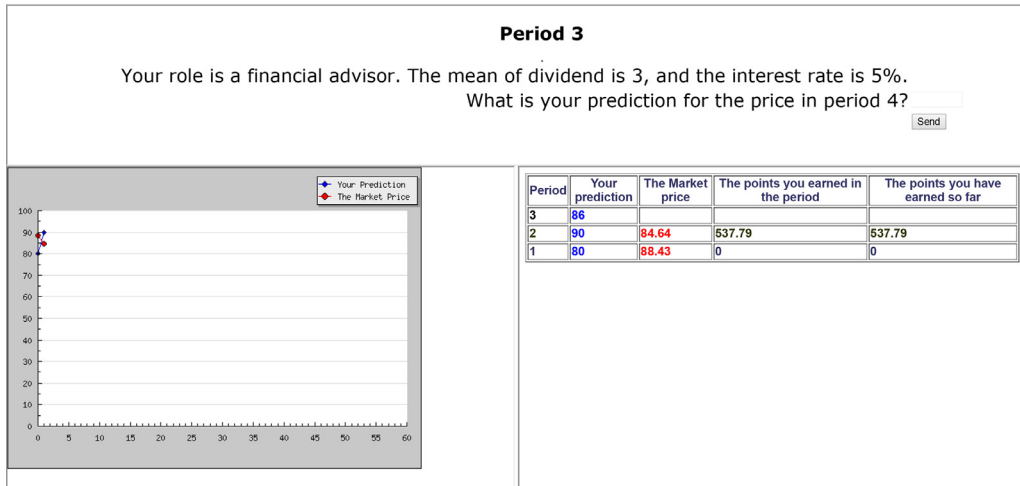 Period 3
.
Your role is a financial advisor. The mean of dividend is 3, and the interest rate is 5%.
What is your prediction for the price in period 4?
Send
Your Prediction
The Market Price
100
90
80
70
60
50
40
30
20
10
0
0 5 10 15 20 25 30 35 40 45 50 55 60
Period Your prediction The Market price The points you earned in the period The points you have earned so far
3 86
2 90 84.64 537.79 537.79
1 80 88.43 0 0